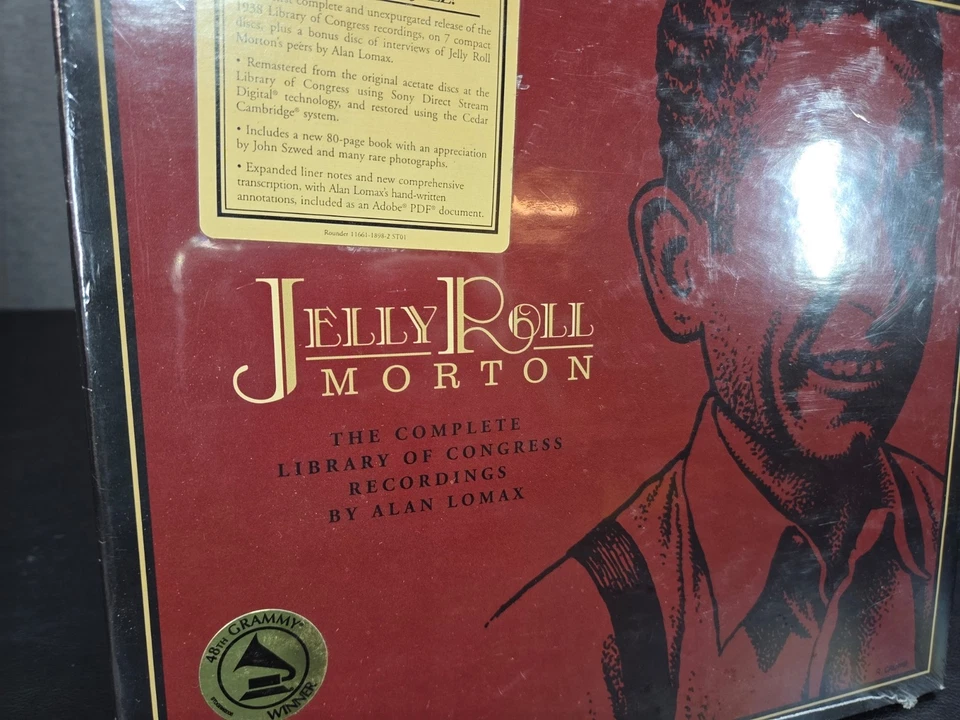 complete and unexpurgated release of the
1938 Library of Congress recordings, on 7 compact
discs, plus a bonus disc of interviews of Jelly Roll
Morton's peers by Alan Lomax.
• Remastered from the original acetate discs at the
Library of Congress using Sony Direct Stream
Digital® technology, and restored using the Cedar
Cambridge® system.
• Includes a new 80-page book with an appreciation
by John Szwed and many rare photographs.
• Expanded liner notes and new comprehensive
transcription, with Alan Lomax's hand-written
annotations, included as an Adobe® PDF® document.
Rounder 11661-1898-2 ST01
JELLY ROLL
MORTON
THE COMPLETE
LIBRARY OF CONGRESS
RECORDINGS
BY ALAN LOMAX
48TH GRAMMY®
WINNER